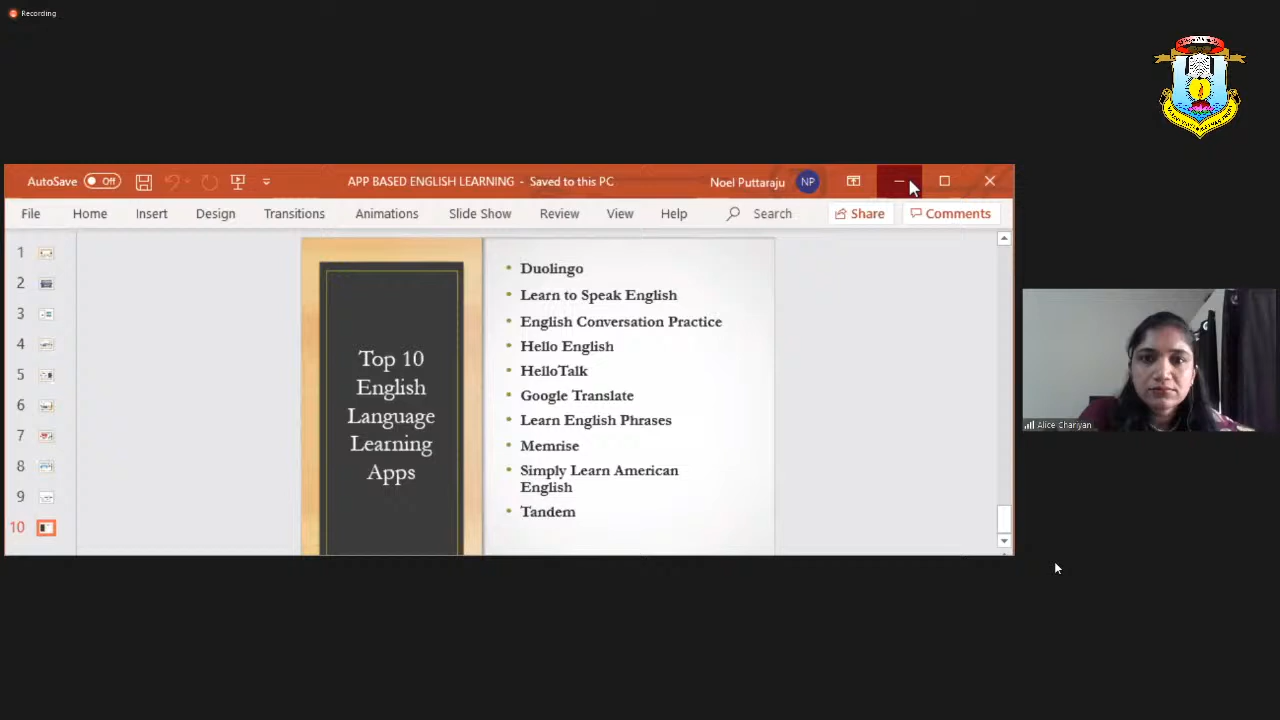 Recording
AutoSave Off
APP BASED ENGLISH LEARNING - Saved to this PC
Noel Puttaraju NP
File Home Insert Design Transitions Animations Slide Show Review View Help Search Share Comments
1
2
3
4
5
6
7
8
9
10
Top 10
English
Language
Learning
Apps
• Duolingo
• Learn to Speak English
• English Conversation Practice
• Hello English
• HelloTalk
• Google Translate
• Learn English Phrases
• Memrise
• Simply Learn American
English
• Tandem
Alice Chariyan